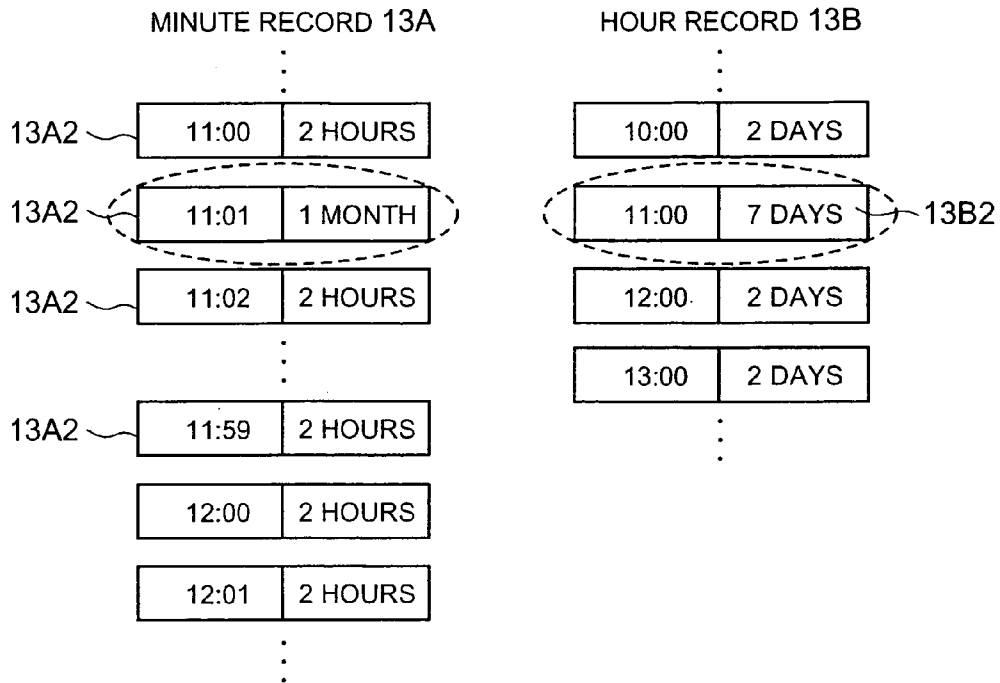 MINUTE RECORD 13A
13A2 11:00 2 HOURS
13A2 11:01 1 MONTH
13A2 11:02 2 HOURS
13A2 11:59 2 HOURS
12:00 2 HOURS
12:01 2 HOURS
HOUR RECORD 13B
10:00 2 DAYS
11:00 7 DAYS 13B2
12:00 2 DAYS
13:00 2 DAYS